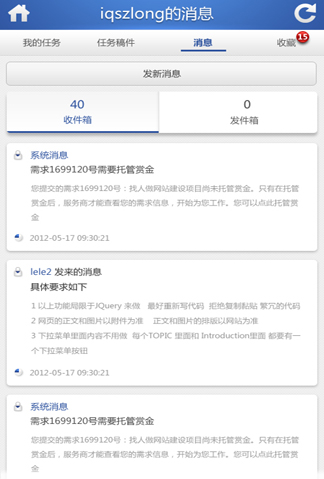 iqszlong的消息
我的任务
任务稿件
消息
收藏
15
发新消息
40
收件箱
0
发件箱
系统消息
需求1699120号需要托管赏金
您提交的需求1699120号：找人做网站建设项目尚未托管赏金。只有在托管
赏金后，服务商才能查看您的需求信息，开始为您工作。您可以点此托管赏
金
2012-05-17 09:30:21
lele2 发来的消息
具体要求如下
1 以上功能局限于JQuery 来做 最好重新写代码 拒绝复制黏贴 繁冗的代码
2 网页的正文和图片以附件为准 正文和图片的排版以网站为准
3 下拉菜单里面内容不用做 每个TOPIC 里面和 Introduction里面 都要有一
个下拉菜单按钮
2012-05-17 09:30:21
系统消息
需求1699120号需要托管赏金
您提交的需求1699120号：找人做网站建设项目尚未托管赏金。只有在托管
赏金后，服务商才能查看您的需求信息，开始为您工作。您可以点此托管赏
金